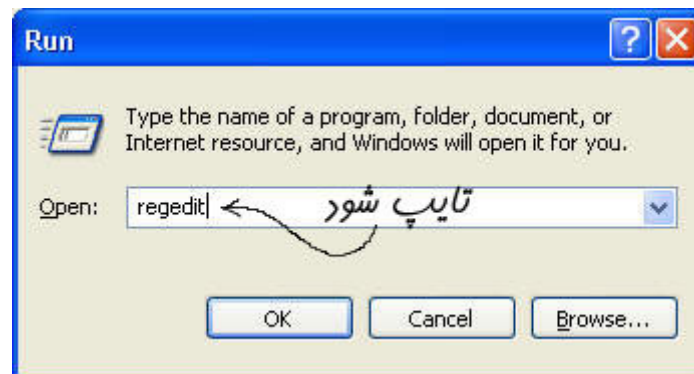 Run
Type the name of a program, folder, document, or
Internet resource, and Windows will open it for you.
Open: regedit تایپ شود
OK Cancel Browse...